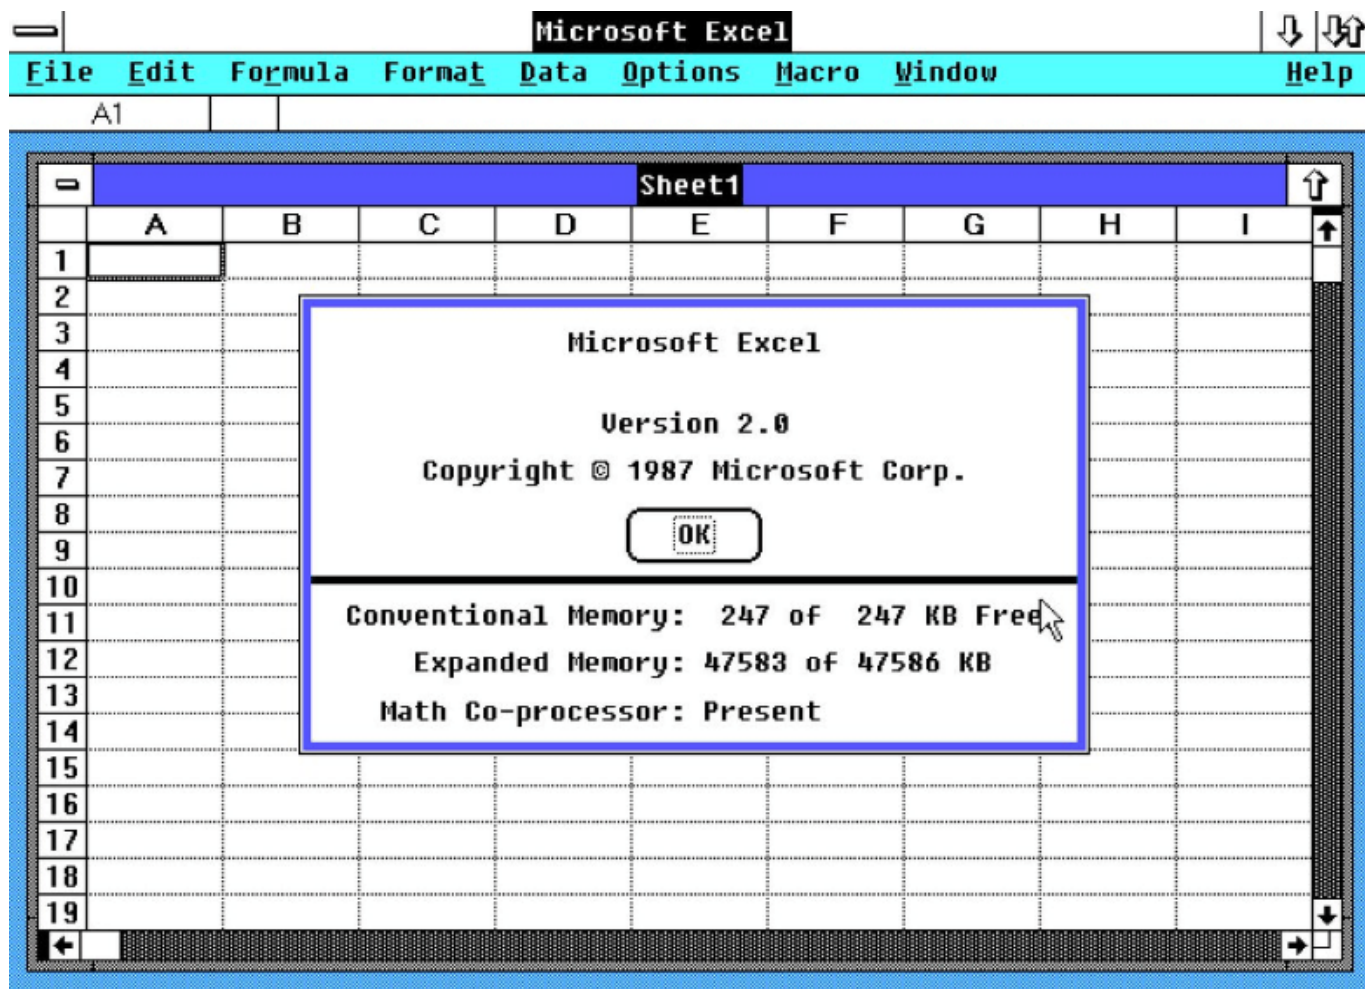 Microsoft Excel
File Edit Formula Format Data Options Macro Window Help
A1
Sheet1
A B C D E F G H I
1
2
3
Microsoft Excel
4
5
Version 2.0
6
7
Copyright © 1987 Microsoft Corp.
8
OK
9
10
11
Conventional Memory: 247 of 247 KB Free
12
Expanded Memory: 47583 of 47586 KB
13
Math Co-processor: Present
14
15
16
17
18
19